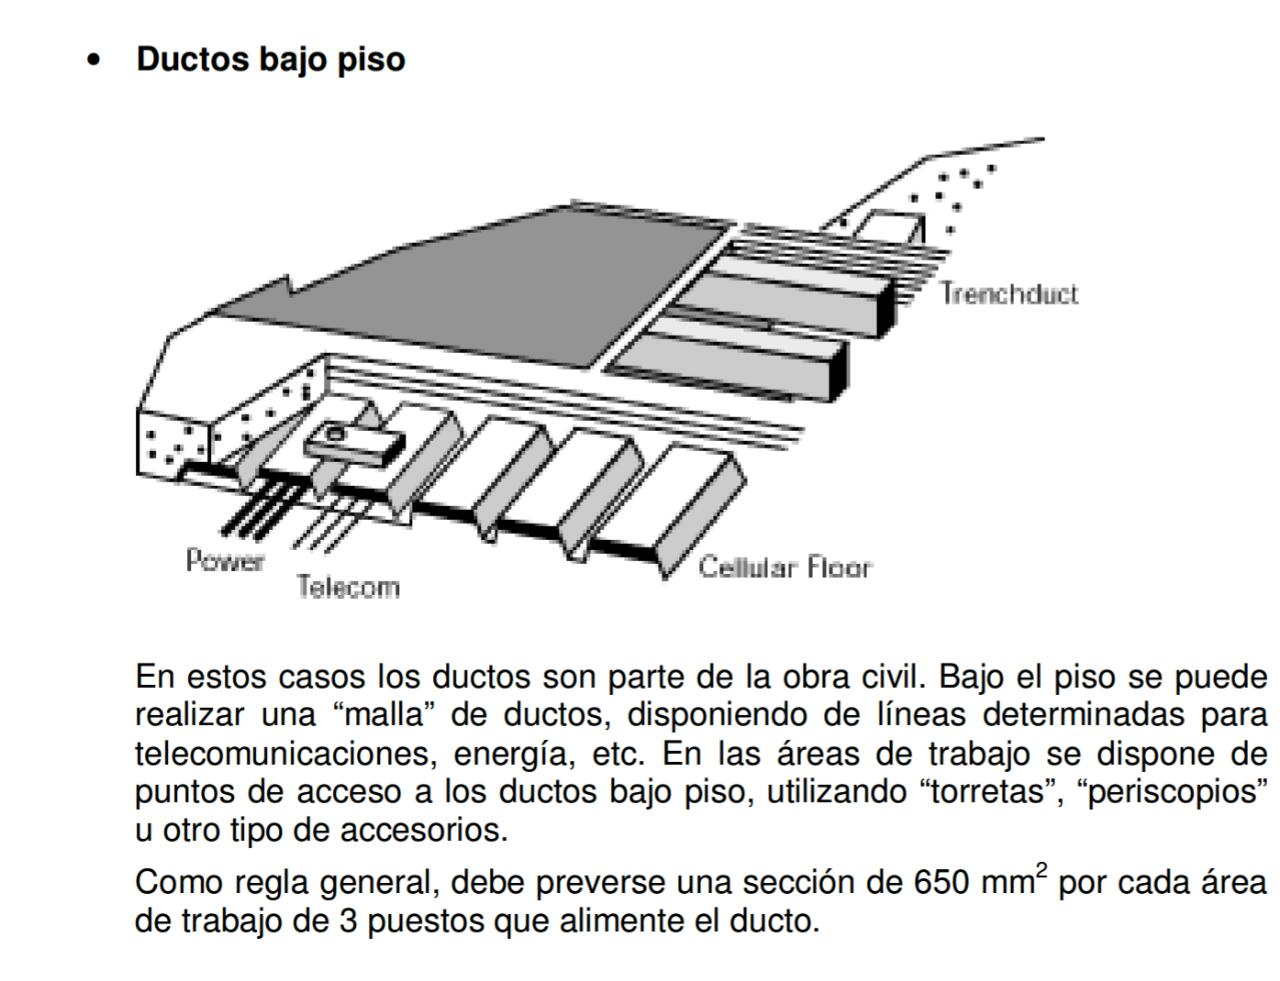 • Ductos bajo piso
Trenchduct
Power
Telecom
Cellular Floor
En estos casos los ductos son parte de la obra civil. Bajo el piso se puede
realizar una “malla” de ductos, disponiendo de líneas determinadas para
telecomunicaciones, energía, etc. En las áreas de trabajo se dispone de
puntos de acceso a los ductos bajo piso, utilizando “torretas”, “periscopios”
u otro tipo de accesorios.
Como regla general, debe preverse una sección de 650 mm² por cada área
de trabajo de 3 puestos que alimente el ducto.